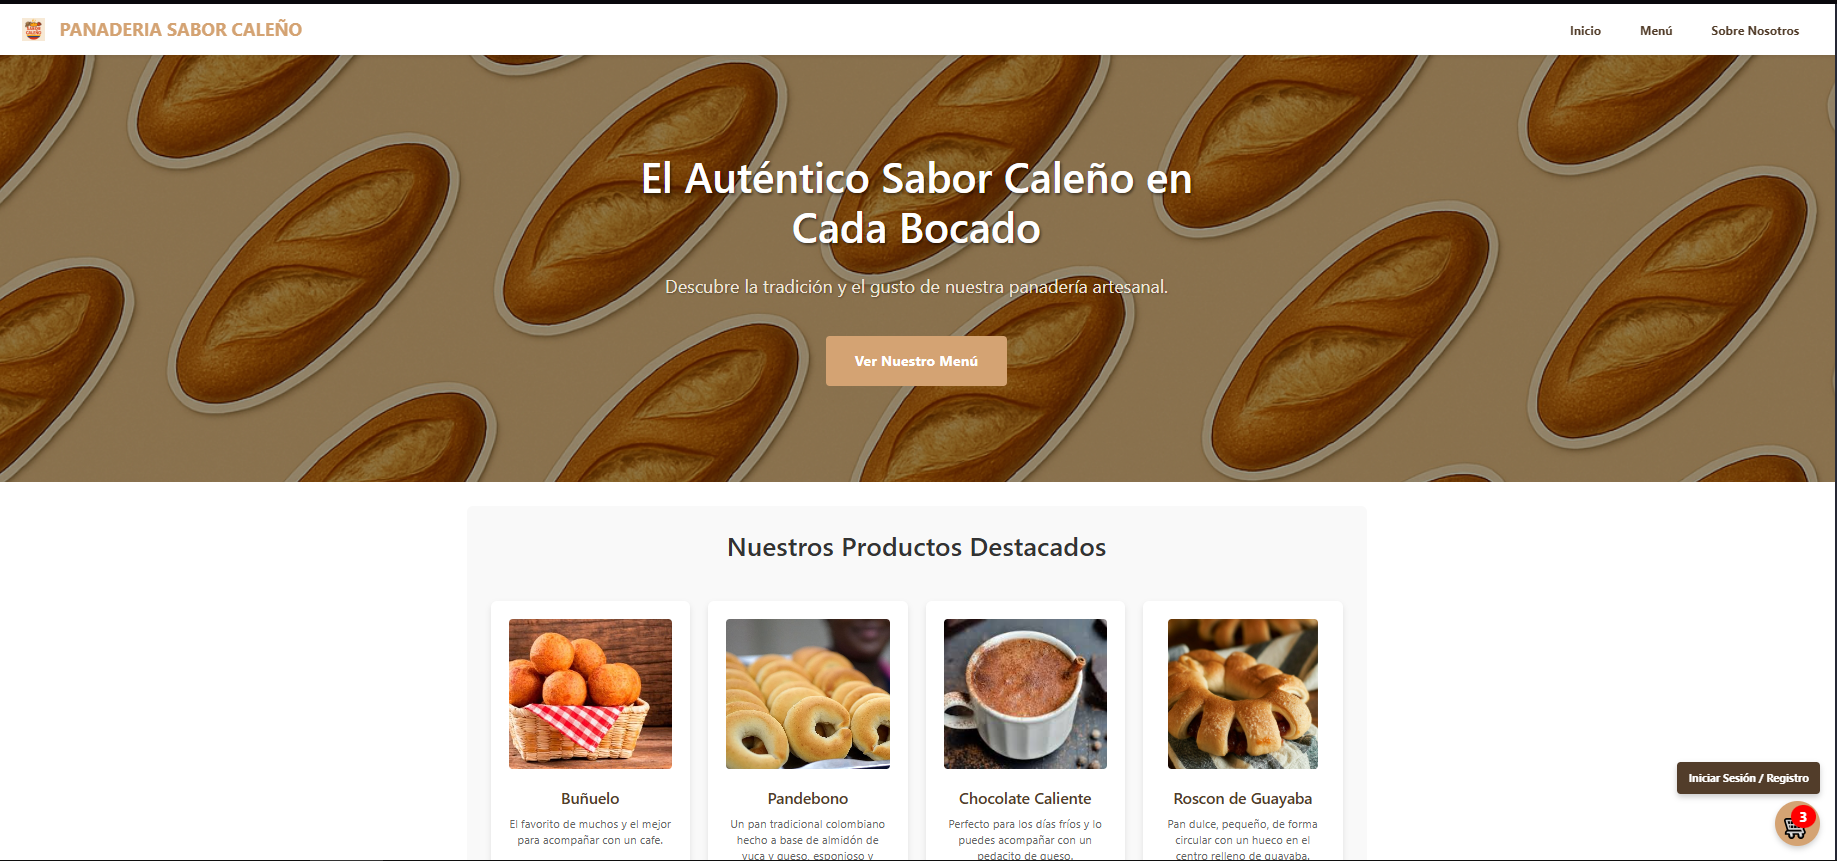 PANADERIA SABOR CALEÑO
Inicio
Menú
Sobre Nosotros
El Auténtico Sabor Caleño en
Cada Bocado
Descubre la tradición y el gusto de nuestra panadería artesanal.
Ver Nuestro Menú
Nuestros Productos Destacados
Buñuelo
El favorito de muchos y el mejor
para acompañar con un cafe.
Pandebono
Un pan tradicional colombiano
hecho a base de almidón de
yuca y queso, esponjoso y
Chocolate Caliente
Perfecto para los días fríos y lo
puedes acompañar con un
pedacito de queso.
Roscon de Guayaba
Pan dulce, pequeño, de forma
circular con un hueco en el
centro relleno de guayaba.
Iniciar Sesión / Registro
3